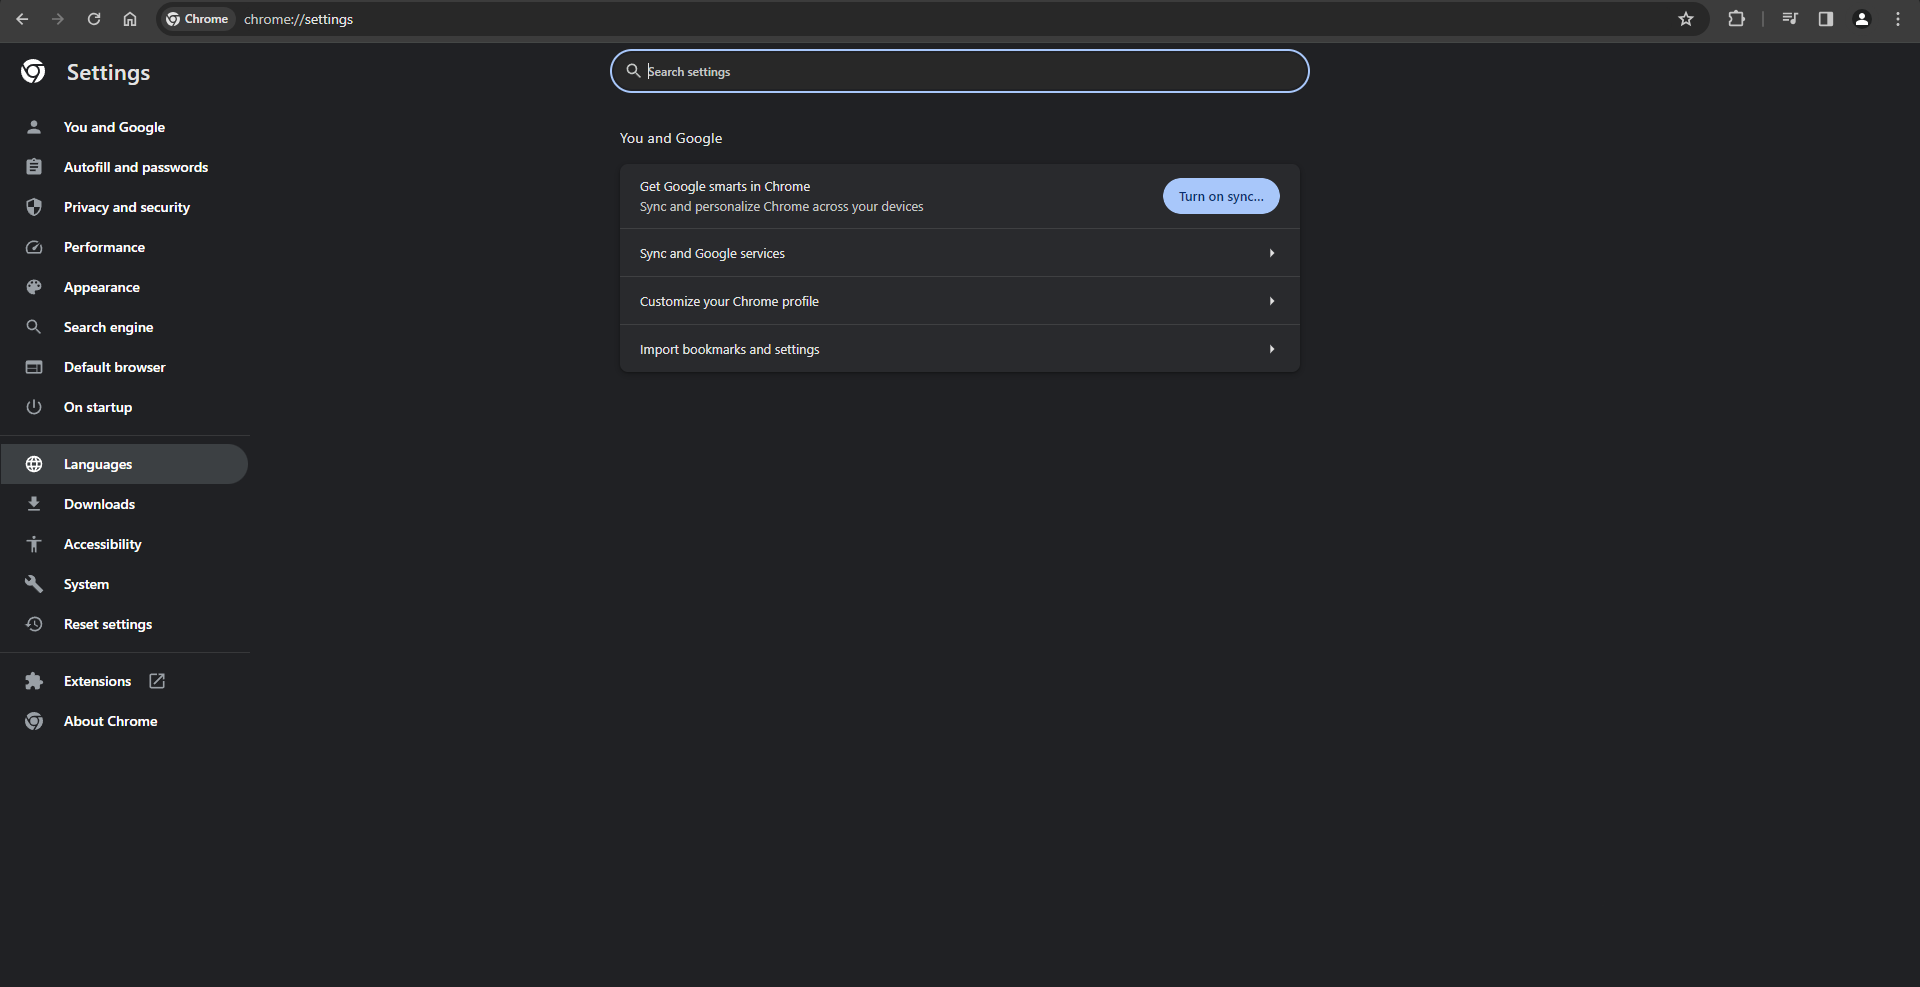 Chrome chrome://settings
Settings
Search settings
You and Google
Autofill and passwords
Privacy and security
Performance
Appearance
Search engine
Default browser
On startup
Languages
Downloads
Accessibility
System
Reset settings
Extensions
About Chrome
You and Google
Get Google smarts in Chrome
Sync and personalize Chrome across your devices
Turn on sync...
Sync and Google services
Customize your Chrome profile
Import bookmarks and settings